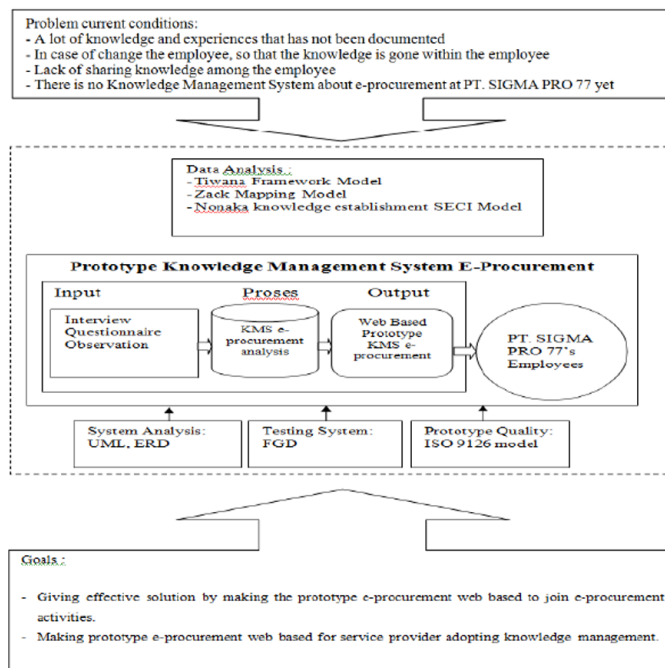 Problem current conditions:
- A lot of knowledge and experiences that has not been documented
- In case of change the employee, so that the knowledge is gone within the employee
- Lack of sharing knowledge among the employee
- There is no Knowledge Management System about e-procurement at PT. SIGMA PRO 77 yet
Data Analysis :
- Tiwana Framework Model
- Zack Mapping Model
- Nonaka knowledge establishment SECI Model
Prototype Knowledge Management System E-Procurement
Input
Proses
Output
Interview
Questionnaire
Observation
KMS e-
procurement
analysis
Web Based
Prototype
KMS e-
procurement
PT. SIGMA
PRO 77's
Employees
System Analysis:
UML, ERD
Testing System:
FGD
Prototype Quality:
ISO 9126 model
Goals :
- Giving effective solution by making the prototype e-procurement web based to join e-procurement
activities.
- Making prototype e-procurement web based for service provider adopting knowledge management.